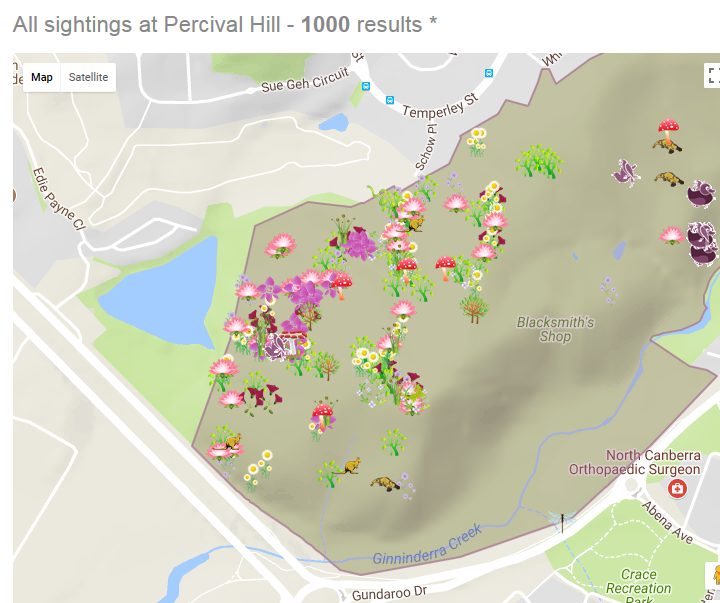 All sightings at Percival Hill - 1000 results *
Map
Satellite
Sue Geh Circuit
St
Temperley St
Schow Pl
Edie Payne Cl
Blacksmith's
Shop
North Canberra
Orthopaedic Surgeon
Abena Ave
Ginninderra Creek
Gundaroo Dr
Crace
Recreation
Park